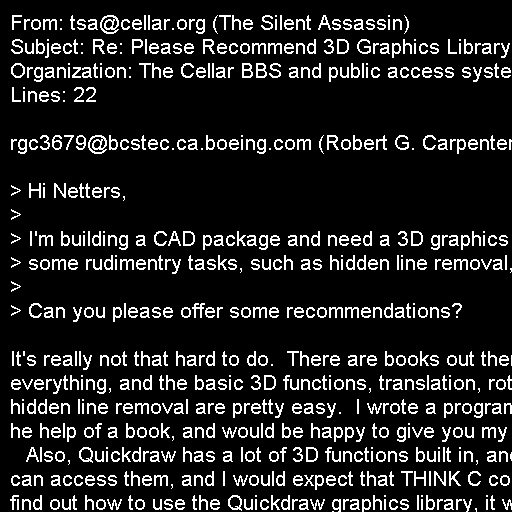 From: tsa@cellar.org (The Silent Assassin)
Subject: Re: Please Recommend 3D Graphics Library
Organization: The Cellar BBS and public access syste
Lines: 22

rgc3679@bcstec.ca.boeing.com (Robert G. Carpenter

> Hi Netters,
>
> I'm building a CAD package and need a 3D graphics
> some rudimentry tasks, such as hidden line removal,
>
> Can you please offer some recommendations?

It's really not that hard to do.  There are books out ther
everything, and the basic 3D functions, translation, rot
hidden line removal are pretty easy.  I wrote a program
he help of a book, and would be happy to give you my
   Also, Quickdraw has a lot of 3D functions built in, and
can access them, and I would expect that THINK C co
find out how to use the Quickdraw graphics library, it w